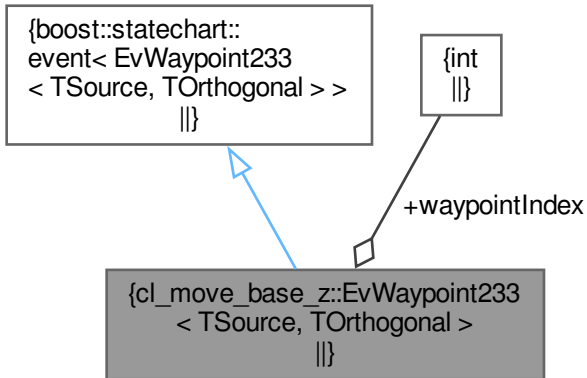 {boost::statechart::
event< EvWaypoint233
< TSource, TOrthogonal > >
||}
{int
||}
+waypointIndex
{cl_move_base_z::EvWaypoint233
< TSource, TOrthogonal >
||}